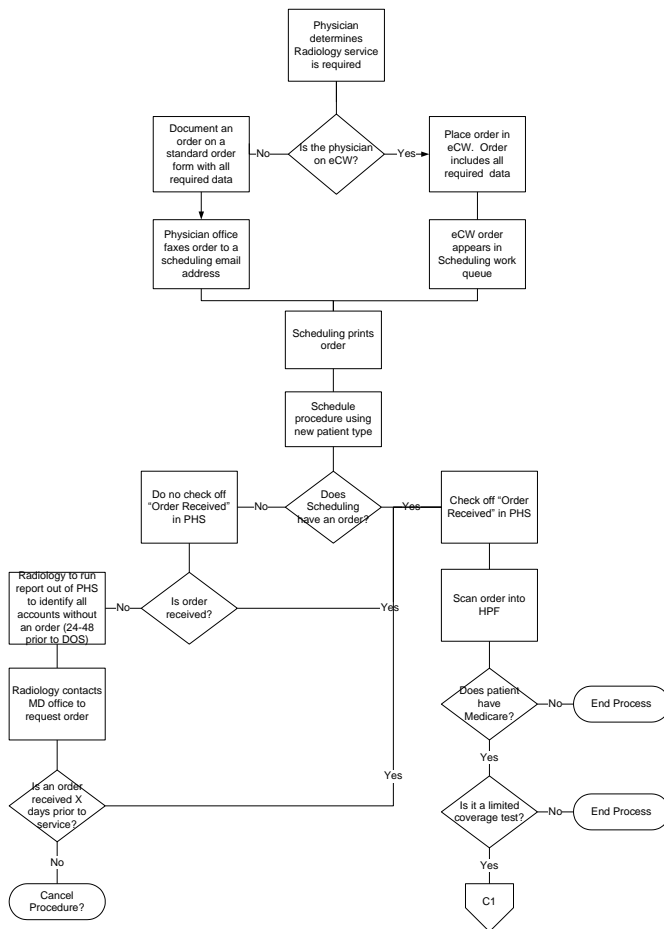 Physician
determines
Radiology service
is required
Document an
order on a
standard order
form with all
required data
No
Is the physician
on eCW?
Yes
Place order in
eCW.  Order
includes all
required  data
Physician office
faxes order to a
scheduling email
address
eCW order
appears in
Scheduling work
queue
Scheduling prints
order
Schedule
procedure using
new patient type
Do no check off
“Order Received”
in PHS
No
Does
Scheduling
have an order?
Yes
Check off “Order
Received” in PHS
Radiology to run
report out of PHS
to identify all
accounts without
an order (24-48
prior to DOS)
No
Is order
received?
Yes
Scan order into
HPF
Radiology contacts
MD office to
request order
Does patient
have
Medicare?
No
End Process
Yes
Yes
Is an order
received X
days prior to
service?
Is it a limited
coverage test?
No
End Process
No
Yes
Cancel
Procedure?
C1